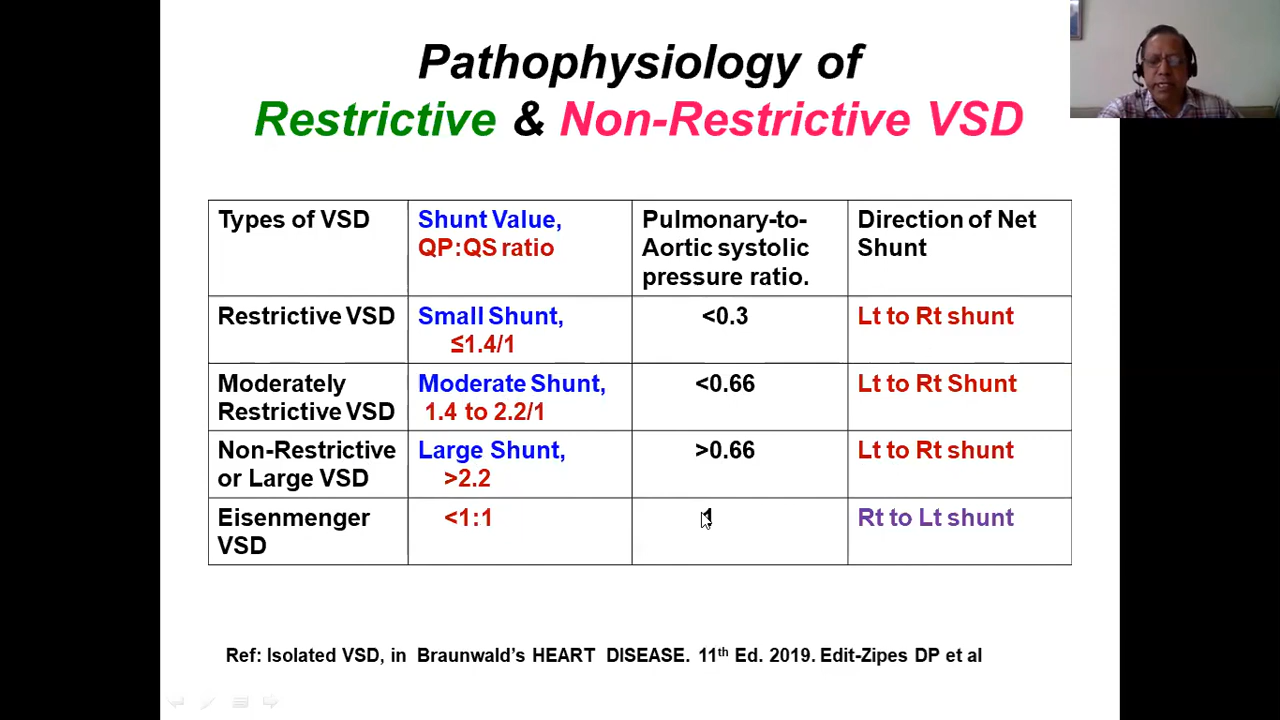 Pathophysiology of
Restrictive & Non-Restrictive VSD
Types of VSD
Shunt Value,
QP:QS ratio
Pulmonary-to-
Aortic systolic
pressure ratio.
Direction of Net
Shunt
Restrictive VSD
Small Shunt,
≤1.4/1
<0.3
Lt to Rt shunt
Moderately
Restrictive VSD
Moderate Shunt,
1.4 to 2.2/1
<0.66
Lt to Rt Shunt
Non-Restrictive
or Large VSD
Large Shunt,
>2.2
>0.66
Lt to Rt shunt
Eisenmenger
VSD
<1:1
1
Rt to Lt shunt
Ref: Isolated VSD, in Braunwald's HEART DISEASE. 11th Ed. 2019. Edit-Zipes DP et al